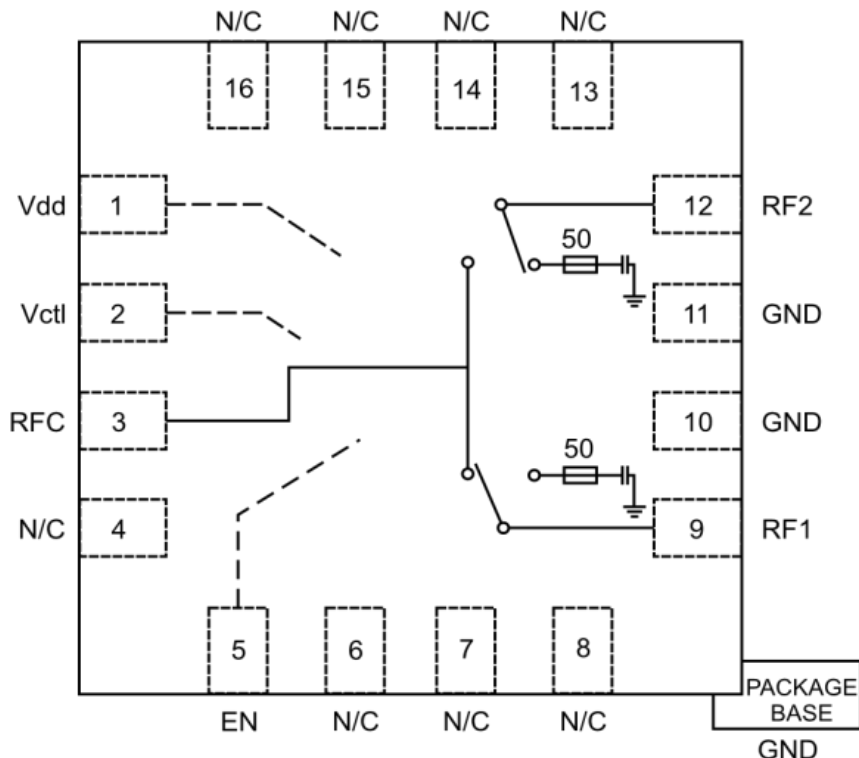 N/C N/C N/C N/C
16 15 14 13
Vdd 1 12 RF2
50
Vctl 2 11 GND
RFC 3 10 GND
50
N/C 4 9 RF1
5 6 7 8
EN N/C N/C N/C
PACKAGE
BASE
GND